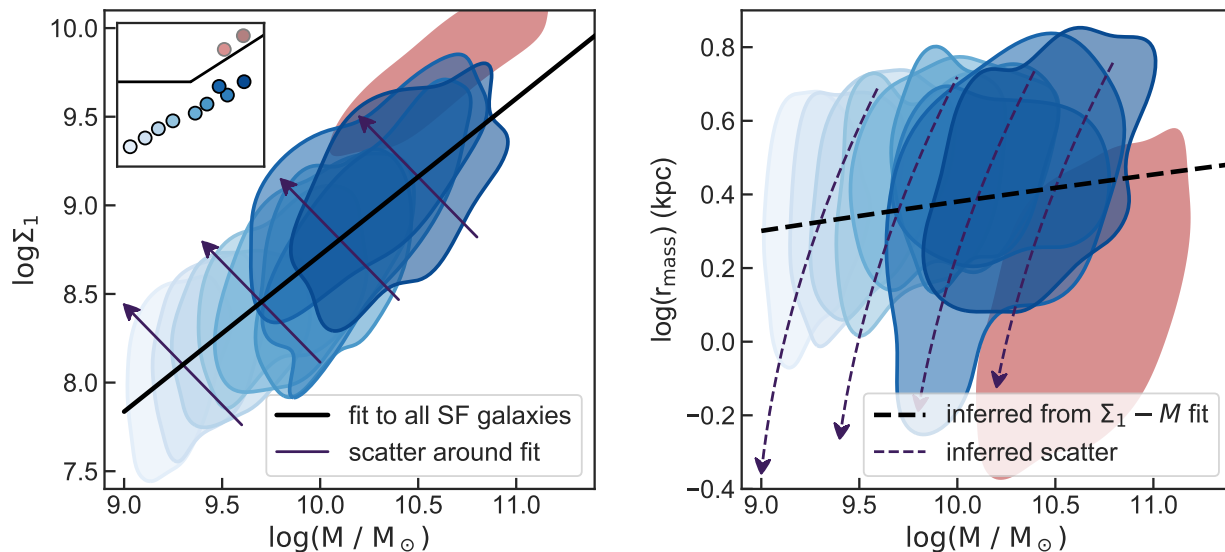 10.0
9.5
9.0
8.5
8.0
7.5
logΣ₁
fit to all SF galaxies
scatter around fit
9.0 9.5 10.0 10.5 11.0
log(M / M☉)
0.8
0.6
0.4
0.2
0.0
−0.2
−0.4
log(r_mass) (kpc)
inferred from Σ₁ − M fit
inferred scatter
9.0 9.5 10.0 10.5 11.0
log(M / M☉)